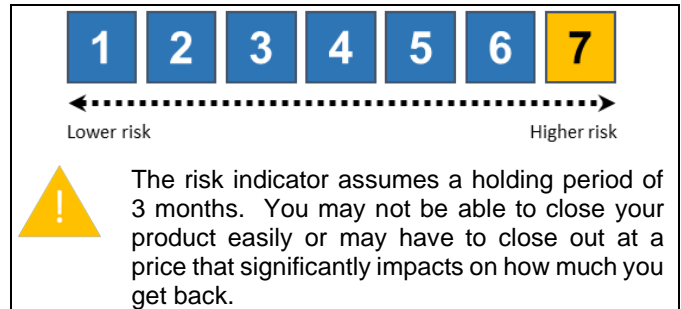 1 2 3 4 5 6 7
Lower risk Higher risk
!
The risk indicator assumes a holding period of
3 months. You may not be able to close your
product easily or may have to close out at a
price that significantly impacts on how much you
get back.